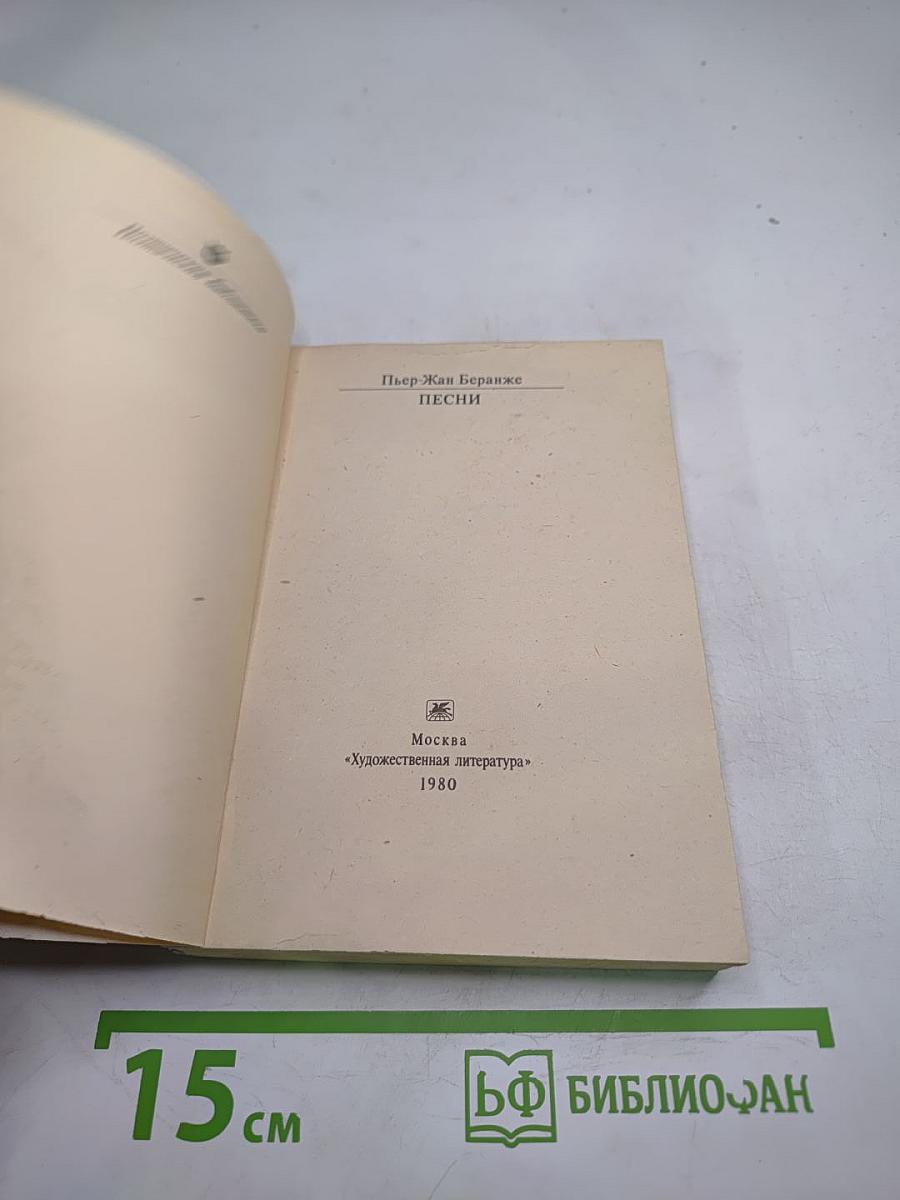 Пьер-Жан Беранже
ПЕСНИ
Москва
«Художественная литература»
1980
15 см
БФ БИБЛИОФАН